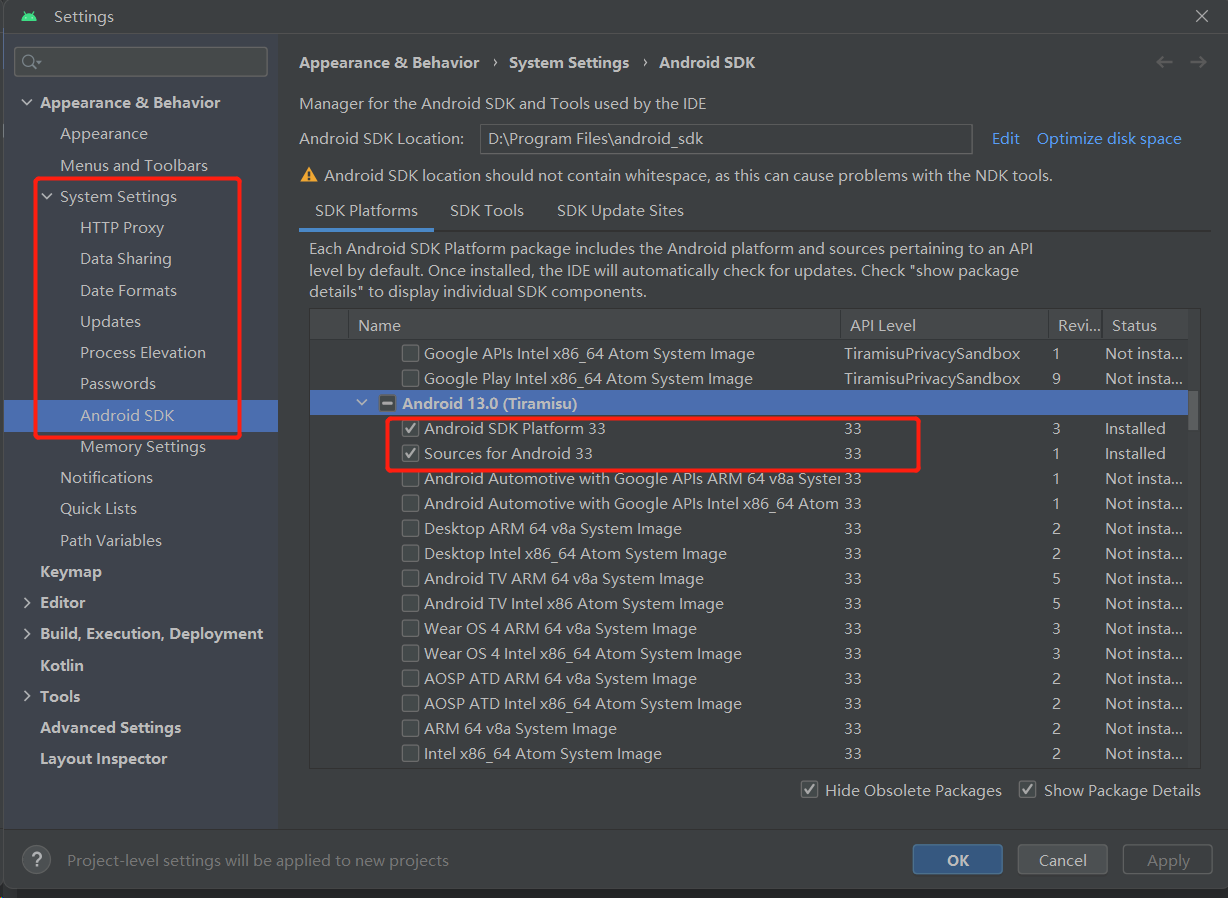 Settings
Appearance & Behavior
Appearance
Menus and Toolbars
System Settings
HTTP Proxy
Data Sharing
Date Formats
Updates
Process Elevation
Passwords
Android SDK
Memory Settings
Notifications
Quick Lists
Path Variables
Keymap
Editor
Build, Execution, Deployment
Kotlin
Tools
Advanced Settings
Layout Inspector
Appearance & Behavior › System Settings › Android SDK
Manager for the Android SDK and Tools used by the IDE
Android SDK Location: D:\Program Files\android_sdk Edit Optimize disk space
Android SDK location should not contain whitespace, as this can cause problems with the NDK tools.
SDK Platforms SDK Tools SDK Update Sites
Each Android SDK Platform package includes the Android platform and sources pertaining to an API
level by default. Once installed, the IDE will automatically check for updates. Check "show package
details" to display individual SDK components.
Name API Level Revi... Status
Google APIs Intel x86_64 Atom System Image TiramisuPrivacySandbox 1 Not insta...
Google Play Intel x86_64 Atom System Image TiramisuPrivacySandbox 9 Not insta...
Android 13.0 (Tiramisu)
Android SDK Platform 33 33 3 Installed
Sources for Android 33 33 1 Installed
Android Automotive with Google APIs ARM 64 v8a Syste 33 1 Not insta...
Android Automotive with Google APIs Intel x86_64 Atom 33 1 Not insta...
Desktop ARM 64 v8a System Image 33 2 Not insta...
Desktop Intel x86_64 Atom System Image 33 2 Not insta...
Android TV ARM 64 v8a System Image 33 5 Not insta...
Android TV Intel x86 Atom System Image 33 5 Not insta...
Wear OS 4 ARM 64 v8a System Image 33 3 Not insta...
Wear OS 4 Intel x86_64 Atom System Image 33 3 Not insta...
AOSP ATD ARM 64 v8a System Image 33 2 Not insta...
AOSP ATD Intel x86_64 Atom System Image 33 2 Not insta...
ARM 64 v8a System Image 33 2 Not insta...
Intel x86_64 Atom System Image 33 2 Not insta...
Hide Obsolete Packages Show Package Details
? Project-level settings will be applied to new projects
OK Cancel Apply